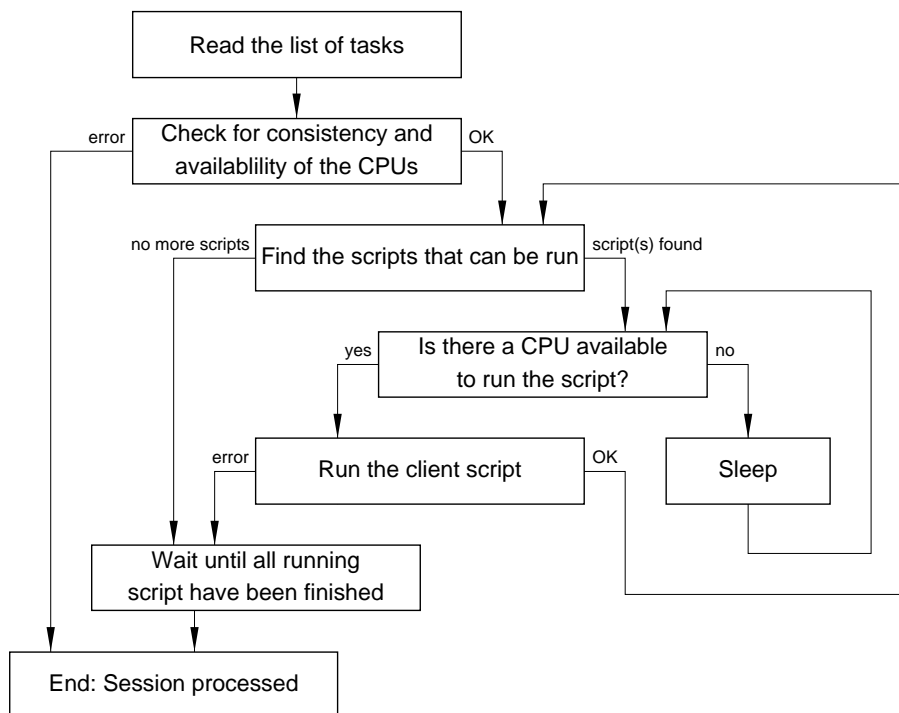 Read the list of tasks
error
Check for consistency and
availablility of the CPUs
OK
no more scripts
Find the scripts that can be run
script(s) found
yes
Is there a CPU available
to run the script?
no
error
Run the client script
OK
Sleep
Wait until all running
script have been finished
End: Session processed